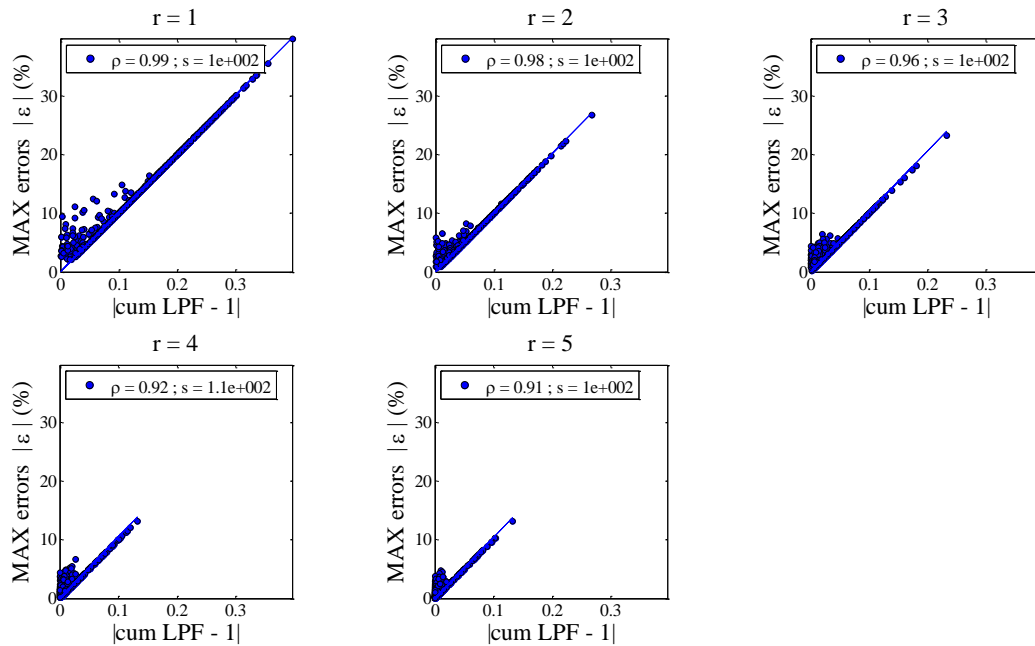 r = 1
ρ = 0.99 ; s = 1e+002
MAX errors | ε | (%)
30
20
10
0
0 0.1 0.2 0.3
|cum LPF - 1|
r = 2
ρ = 0.98 ; s = 1e+002
MAX errors | ε | (%)
30
20
10
0
0 0.1 0.2 0.3
|cum LPF - 1|
r = 3
ρ = 0.96 ; s = 1e+002
MAX errors | ε | (%)
30
20
10
0
0 0.1 0.2 0.3
|cum LPF - 1|
r = 4
ρ = 0.92 ; s = 1.1e+002
MAX errors | ε | (%)
30
20
10
0
0 0.1 0.2 0.3
|cum LPF - 1|
r = 5
ρ = 0.91 ; s = 1e+002
MAX errors | ε | (%)
30
20
10
0
0 0.1 0.2 0.3
|cum LPF - 1|